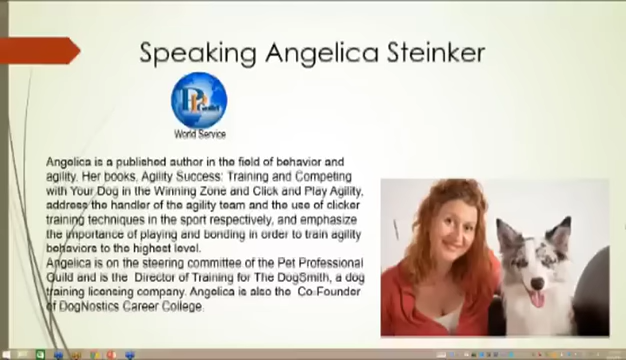 Speaking Angelica Steinker
PPGuild
World Service
Angelica is a published author in the field of behavior and
agility. Her books, Agility Success: Training and Competing
with Your Dog in the Winning Zone and Click and Play Agility,
address the handler of the agility team and the use of clicker
training techniques in the sport respectively, and emphasize
the importance of playing and bonding in order to train agility
behaviors to the highest level.
Angelica is on the steering committee of the Pet Professional
Guild and is the Director of Training for The DogSmith, a dog
training licensing company. Angelica is also the Co-Founder
of DogNostics Career College.